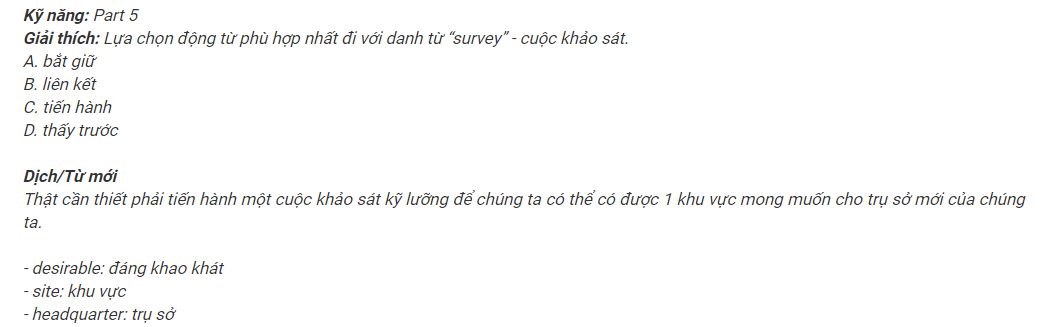 Kỹ năng: Part 5
Giải thích: Lựa chọn động từ phù hợp nhất đi với danh từ “survey” - cuộc khảo sát.
A. bắt giữ
B. liên kết
C. tiến hành
D. thấy trước
Dịch/Từ mới
Thật cần thiết phải tiến hành một cuộc khảo sát kỹ lưỡng để chúng ta có thể có được 1 khu vực mong muốn cho trụ sở mới của chúng
ta.
- desirable: đáng khao khát
- site: khu vực
- headquarter: trụ sở